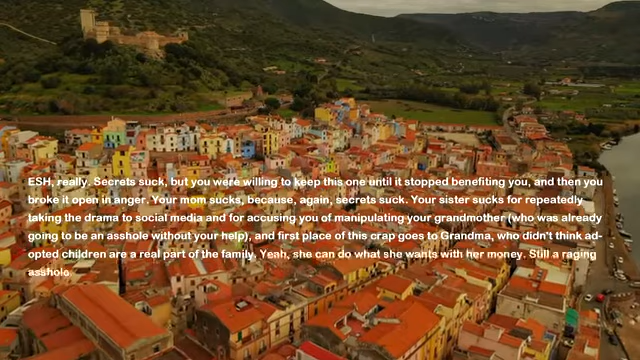 ESH, really. Secrets suck, but you were willing to keep this one until it stopped benefiting you, and then you
broke it open in anger. Your mom sucks, because, again, secrets suck. Your sister sucks for repeatedly
taking the drama to social media and for accusing you of manipulating your grandmother (who was already
going to be an asshole without your help), and first place of this crap goes to Grandma, who didn't think ad-
opted children are a real part of the family. Yeah, she can do what she wants with her money. Still a raging
asshole.